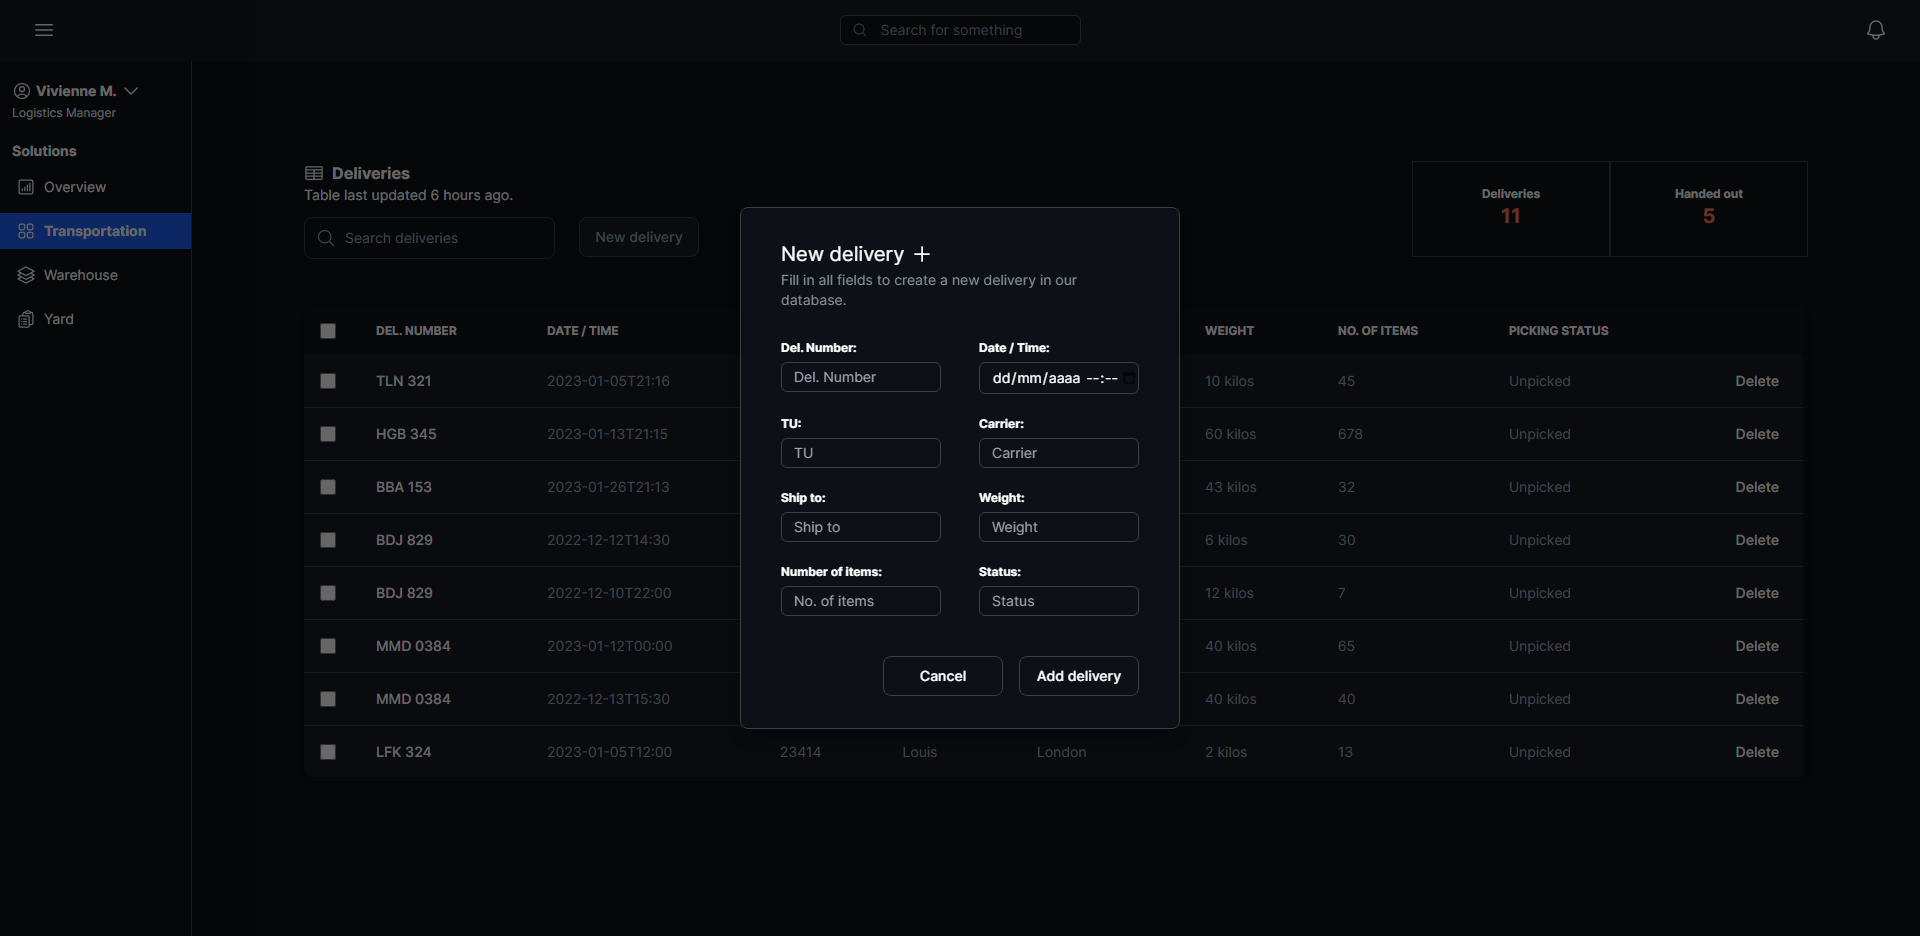 Search for something
Vivienne M.
Logistics Manager
Solutions
Overview
Transportation
Warehouse
Yard
Deliveries
Table last updated 6 hours ago.
Search deliveries
New delivery
Deliveries
11
Handed out
5
DEL. NUMBER DATE / TIME WEIGHT NO. OF ITEMS PICKING STATUS
TLN 321 2023-01-05T21:16 10 kilos 45 Unpicked Delete
HGB 345 2023-01-13T21:15 60 kilos 678 Unpicked Delete
BBA 153 2023-01-26T21:13 43 kilos 32 Unpicked Delete
BDJ 829 2022-12-12T14:30 6 kilos 30 Unpicked Delete
BDJ 829 2022-12-10T22:00 12 kilos 7 Unpicked Delete
MMD 0384 2023-01-12T00:00 40 kilos 65 Unpicked Delete
MMD 0384 2022-12-13T15:30 40 kilos 40 Unpicked Delete
LFK 324 2023-01-05T12:00 23414 Louis London 2 kilos 13 Unpicked Delete
New delivery +
Fill in all fields to create a new delivery in our
database.
Del. Number: Date / Time:
Del. Number dd/mm/aaaa --:--
TU: Carrier:
TU Carrier
Ship to: Weight:
Ship to Weight
Number of items: Status:
No. of items Status
Cancel Add delivery